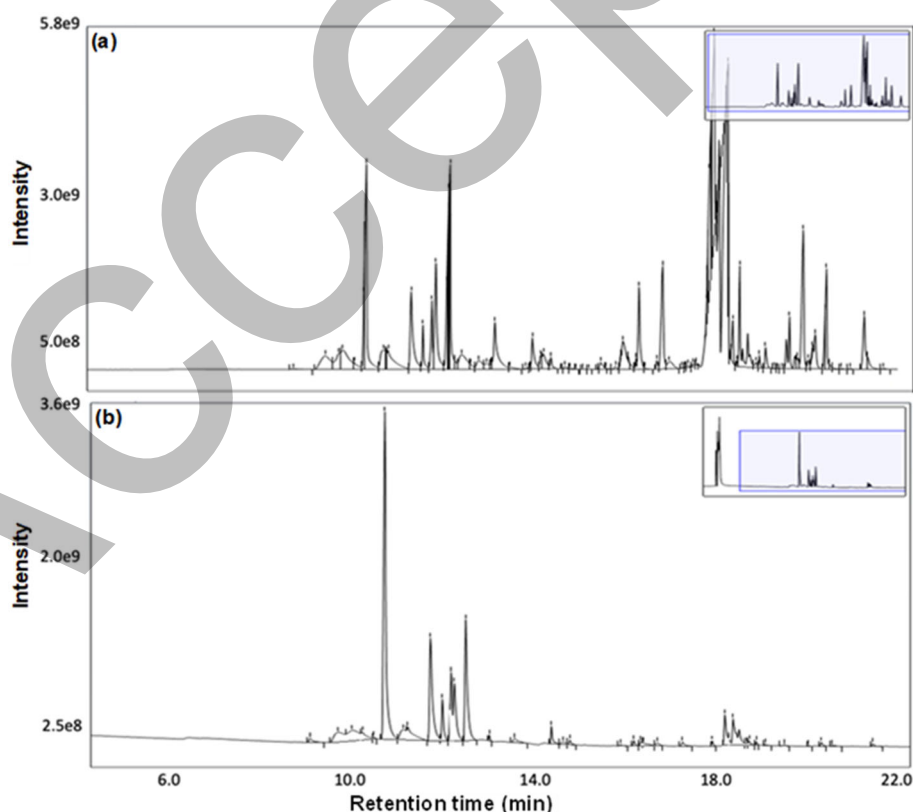 5.8e9
(a)
3.0e9
Intensity
5.0e8
3.6e9
(b)
2.0e9
Intensity
2.5e8
6.0 10.0 14.0 18.0 22.0
Retention time (min)